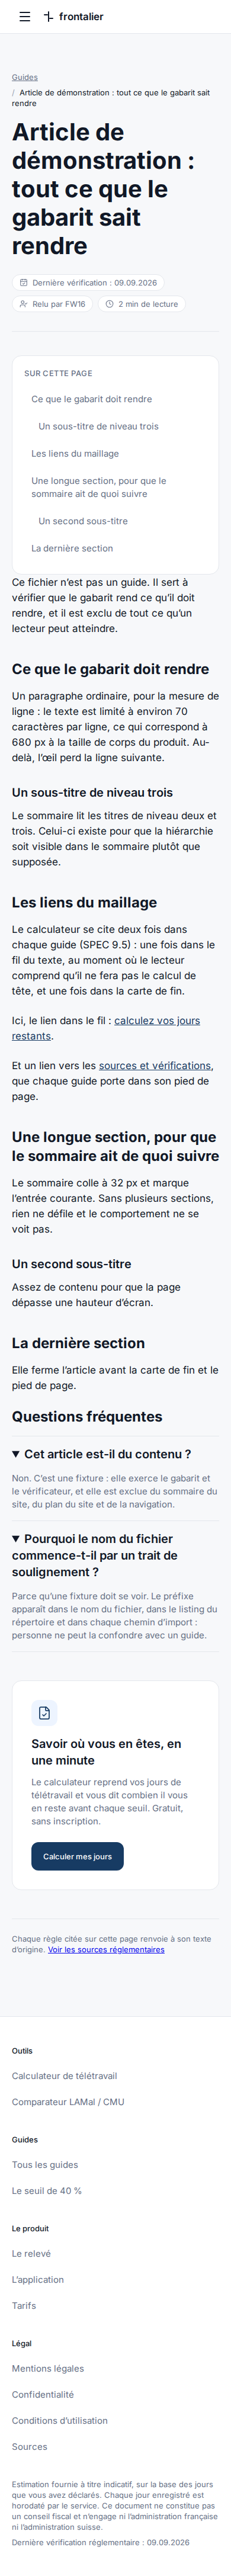 frontalier
Guides
/ Article de démonstration : tout ce que le gabarit sait
rendre
Article de
démonstration :
tout ce que le
gabarit sait
rendre
Dernière vérification : 09.09.2026
Relu par FW16
2 min de lecture
SUR CETTE PAGE
Ce que le gabarit doit rendre
Un sous-titre de niveau trois
Les liens du maillage
Une longue section, pour que le
sommaire ait de quoi suivre
Un second sous-titre
La dernière section
Ce fichier n’est pas un guide. Il sert à
vérifier que le gabarit rend ce qu’il doit
rendre, et il est exclu de tout ce qu’un
lecteur peut atteindre.
Ce que le gabarit doit rendre
Un paragraphe ordinaire, pour la mesure de
ligne : le texte est limité à environ 70
caractères par ligne, ce qui correspond à
680 px à la taille de corps du produit. Au-
delà, l’œil perd la ligne suivante.
Un sous-titre de niveau trois
Le sommaire lit les titres de niveau deux et
trois. Celui-ci existe pour que la hiérarchie
soit visible dans le sommaire plutôt que
supposée.
Les liens du maillage
Le calculateur se cite deux fois dans
chaque guide (SPEC 9.5) : une fois dans le
fil du texte, au moment où le lecteur
comprend qu’il ne fera pas le calcul de
tête, et une fois dans la carte de fin.
Ici, le lien dans le fil : calculez vos jours
restants.
Et un lien vers les sources et vérifications,
que chaque guide porte dans son pied de
page.
Une longue section, pour que
le sommaire ait de quoi suivre
Le sommaire colle à 32 px et marque
l’entrée courante. Sans plusieurs sections,
rien ne défile et le comportement ne se
voit pas.
Un second sous-titre
Assez de contenu pour que la page
dépasse une hauteur d’écran.
La dernière section
Elle ferme l’article avant la carte de fin et le
pied de page.
Questions fréquentes
▼ Cet article est-il du contenu ?
Non. C’est une fixture : elle exerce le gabarit et
le vérificateur, et elle est exclue du sommaire du
site, du plan du site et de la navigation.
▼ Pourquoi le nom du fichier
commence-t-il par un trait de
soulignement ?
Parce qu’une fixture doit se voir. Le préfixe
apparaît dans le nom du fichier, dans le listing du
répertoire et dans chaque chemin d’import :
personne ne peut la confondre avec un guide.
Savoir où vous en êtes, en
une minute
Le calculateur reprend vos jours de
télétravail et vous dit combien il vous
en reste avant chaque seuil. Gratuit,
sans inscription.
Calculer mes jours
Chaque règle citée sur cette page renvoie à son texte
d’origine. Voir les sources réglementaires
Outils
Calculateur de télétravail
Comparateur LAMal / CMU
Guides
Tous les guides
Le seuil de 40 %
Le produit
Le relevé
L’application
Tarifs
Légal
Mentions légales
Confidentialité
Conditions d’utilisation
Sources
Estimation fournie à titre indicatif, sur la base des jours
que vous avez déclarés. Chaque jour enregistré est
horodaté par le service. Ce document ne constitue pas
un conseil fiscal et n’engage ni l’administration française
ni l’administration suisse.
Dernière vérification réglementaire : 09.09.2026